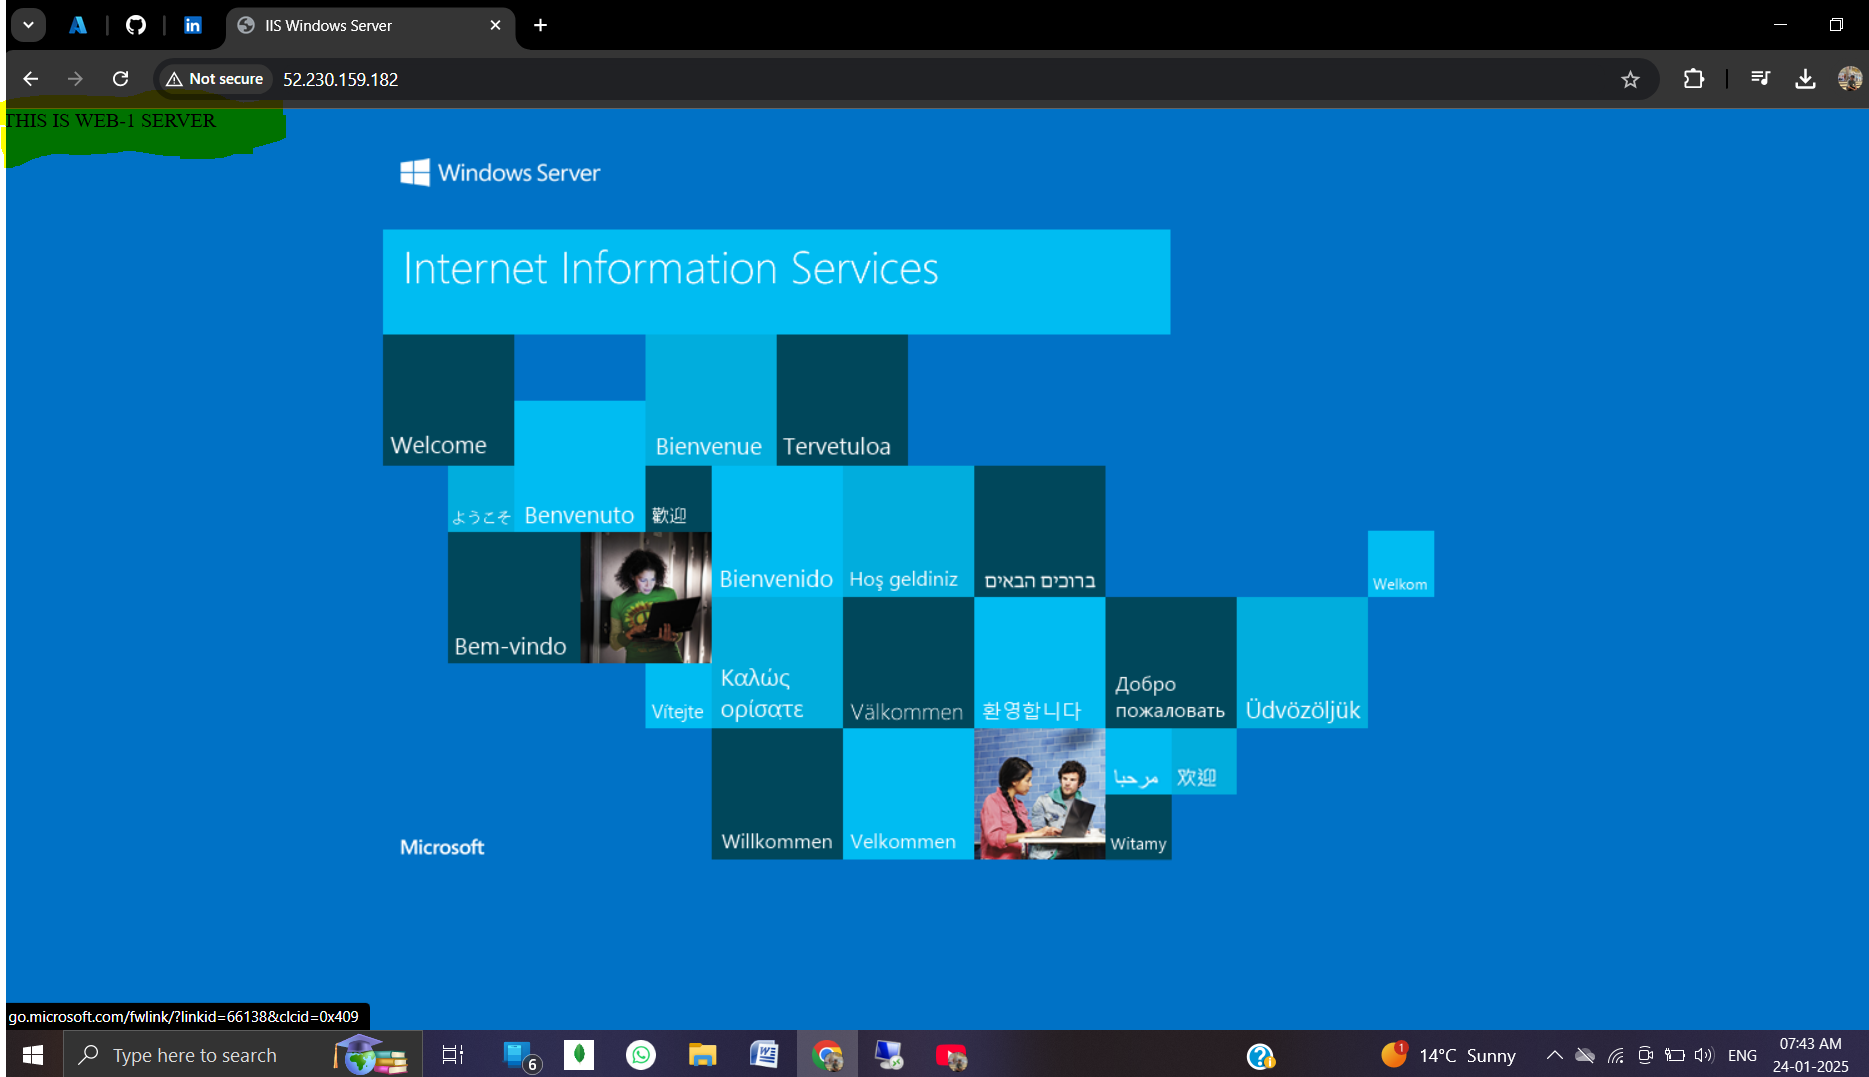 IIS Windows Server
Not secure
52.230.159.182
THIS IS WEB-1 SERVER
Windows Server
Internet Information Services
Welcome
Bienvenue
Tervetuloa
ようこそ
Benvenuto
歡迎
Bienvenido
Hoş geldiniz
ברוכים הבאים
Welkom
Bem-vindo
Vítejte
Καλώς
ορίσατε
Välkommen
환영합니다
Добро
пожаловать
Üdvözöljük
مرحبا
欢迎
Microsoft
Willkommen
Velkommen
Witamy
go.microsoft.com/fwlink/?linkid=66138&clcid=0x409
Type here to search
6
1
14°C Sunny
ENG
07:43 AM
24-01-2025